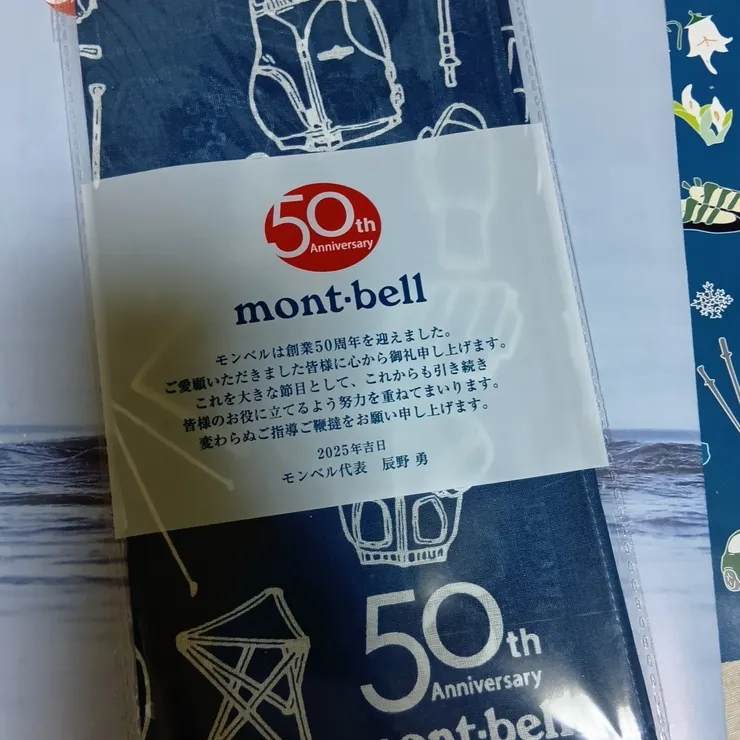 50th
Anniversary
mont·bell
モンベルは創業50周年を迎えました。
ご愛顧いただきました皆様に心から御礼申し上げます。
これを大きな節目として、これからも引き続き
皆様のお役に立てるよう努力を重ねてまいります。
変わらぬご指導ご鞭撻をお願い申し上げます。
2025年吉日
モンベル代表 辰野 勇
50th
Anniversary
mont·bell